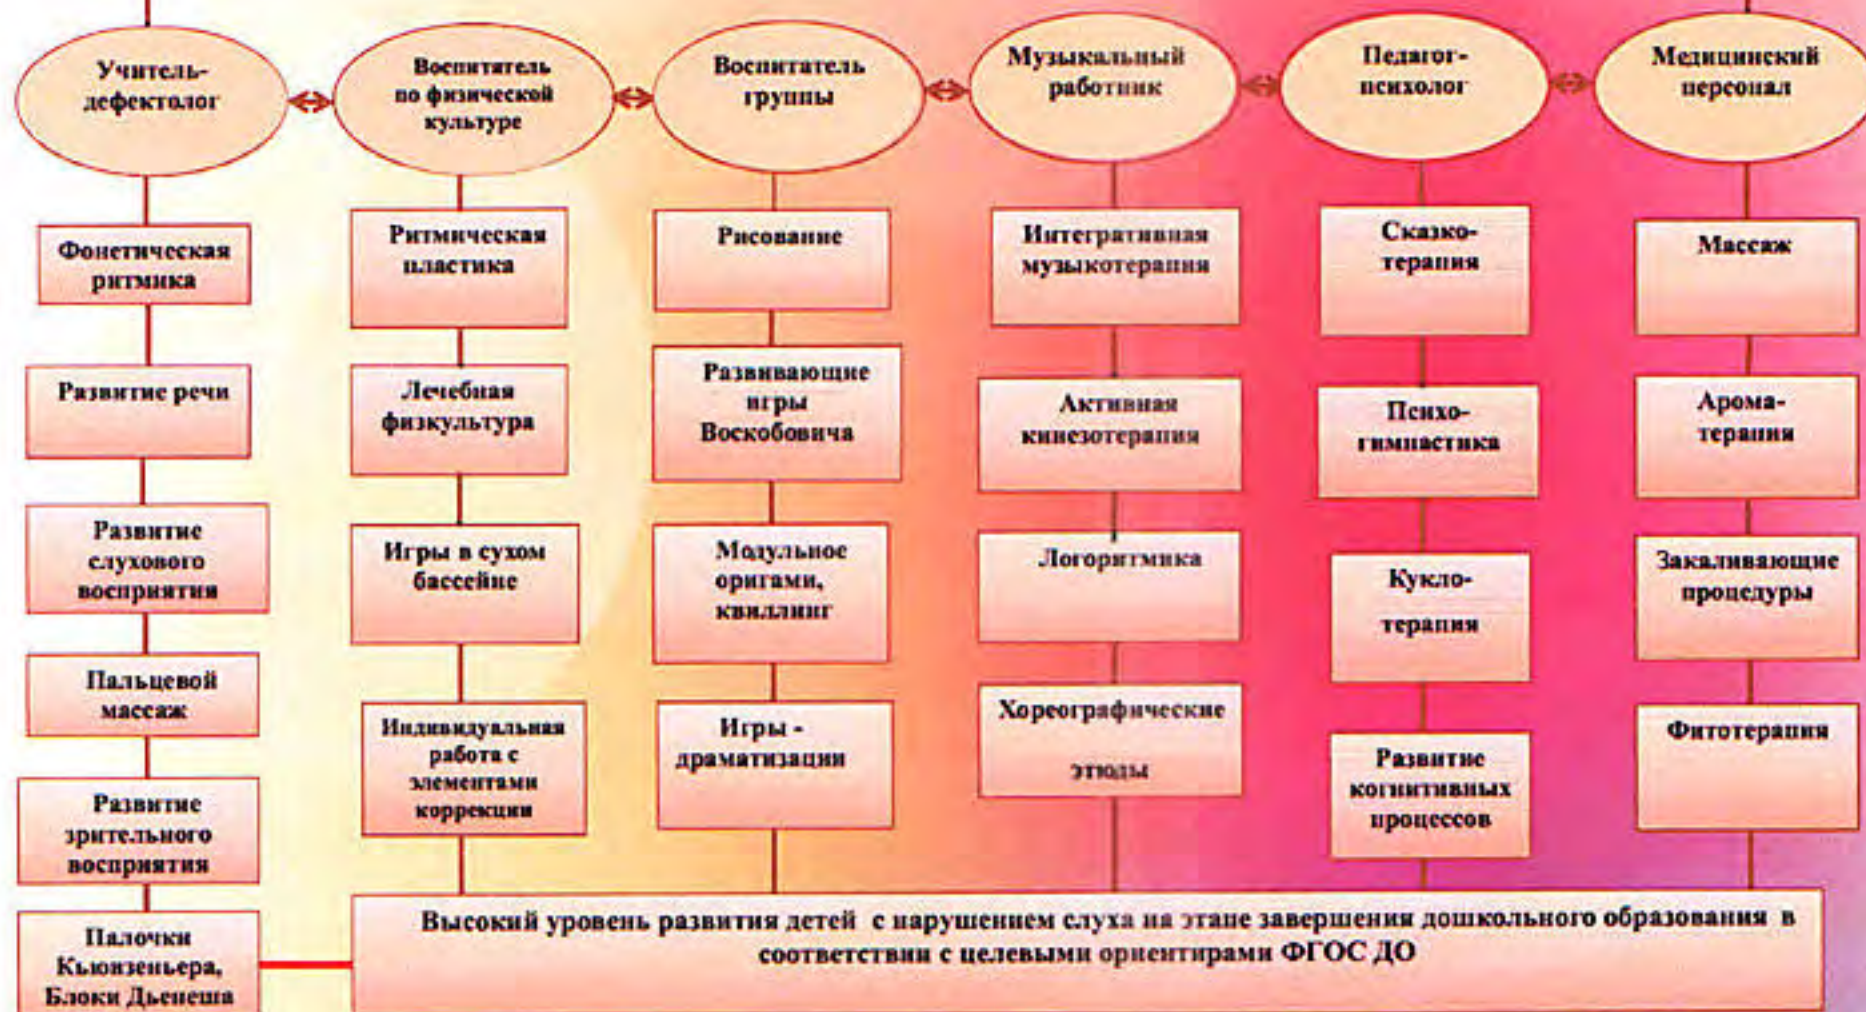 Учитель-
дефектолог
Воспитатель
по физической
культуре
Воспитатель
группы
Музыкальный
работник
Педагог-
психолог
Медицинский
персонал
Фонетическая
ритмика
Развитие речи
Развитие
слухового
восприятия
Пальцевой
массаж
Развитие
зрительного
восприятия
Палочки
Кьюизеньера,
Блоки Дьенеша
Ритмическая
пластика
Лечебная
физкультура
Игры в сухом
бассейне
Индивидуальная
работа с
элементами
коррекции
Рисование
Развивающие
игры
Воскобовича
Модульное
оригами,
квиллинг
Игры -
драматизации
Интегративная
музыкотерапия
Активная
кинезотерапия
Логоритмика
Хореографические
этюды
Сказко-
терапия
Психо-
гимнастика
Кукло-
терапия
Развитие
когнитивных
процессов
Массаж
Арома-
терапия
Закаливающие
процедуры
Фитотерапия
Высокий уровень развития детей с нарушением слуха на этапе завершения дошкольного образования в
соответствии с целевыми ориентирами ФГОС ДО